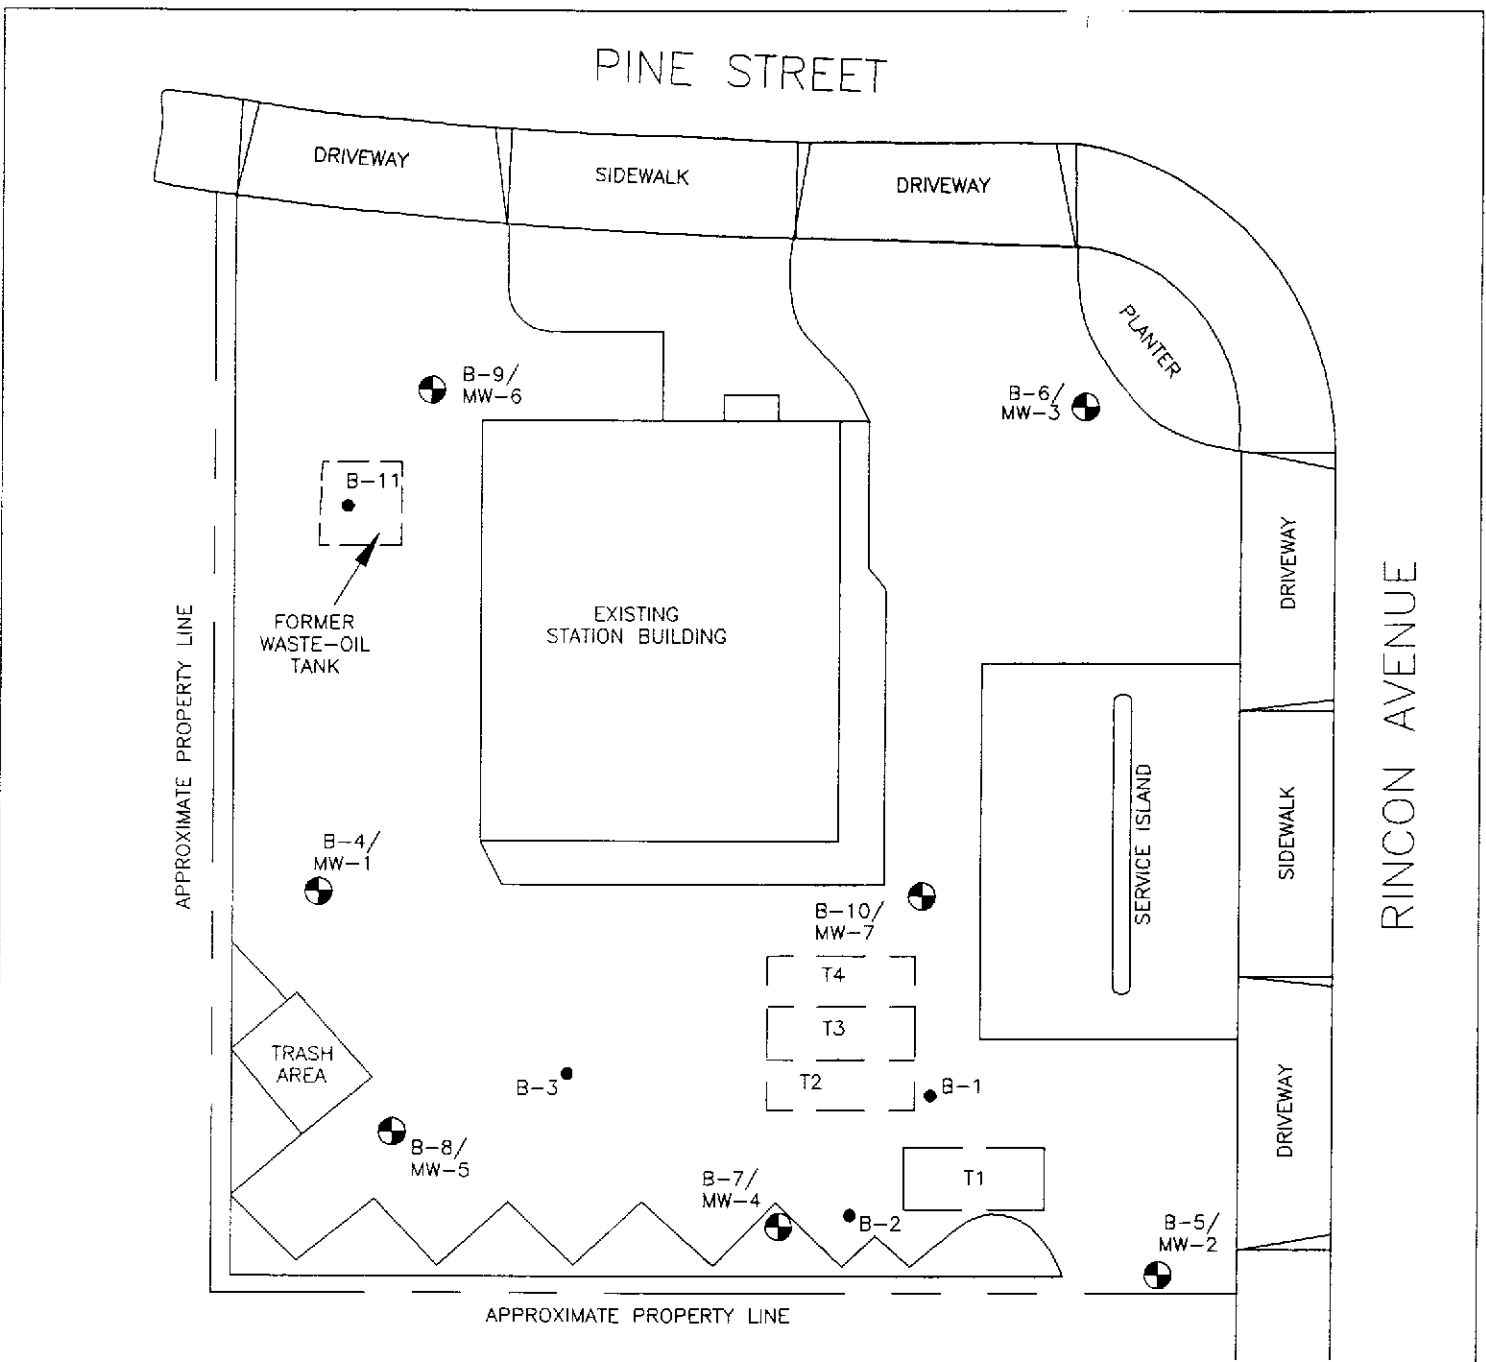 PINE STREET
DRIVEWAY
SIDEWALK
DRIVEWAY
PLANTER
B-9/
MW-6
B-6/
MW-3
B-11
FORMER
WASTE-OIL
TANK
EXISTING
STATION BUILDING
DRIVEWAY
RINCON AVENUE
APPROXIMATE PROPERTY LINE
SERVICE ISLAND
SIDEWALK
B-4/
MW-1
B-10/
MW-7
T4
T3
T2
TRASH
AREA
B-3
B-1
DRIVEWAY
B-8/
MW-5
B-7/
MW-4
T1
B-2
B-5/
MW-2
APPROXIMATE PROPERTY LINE